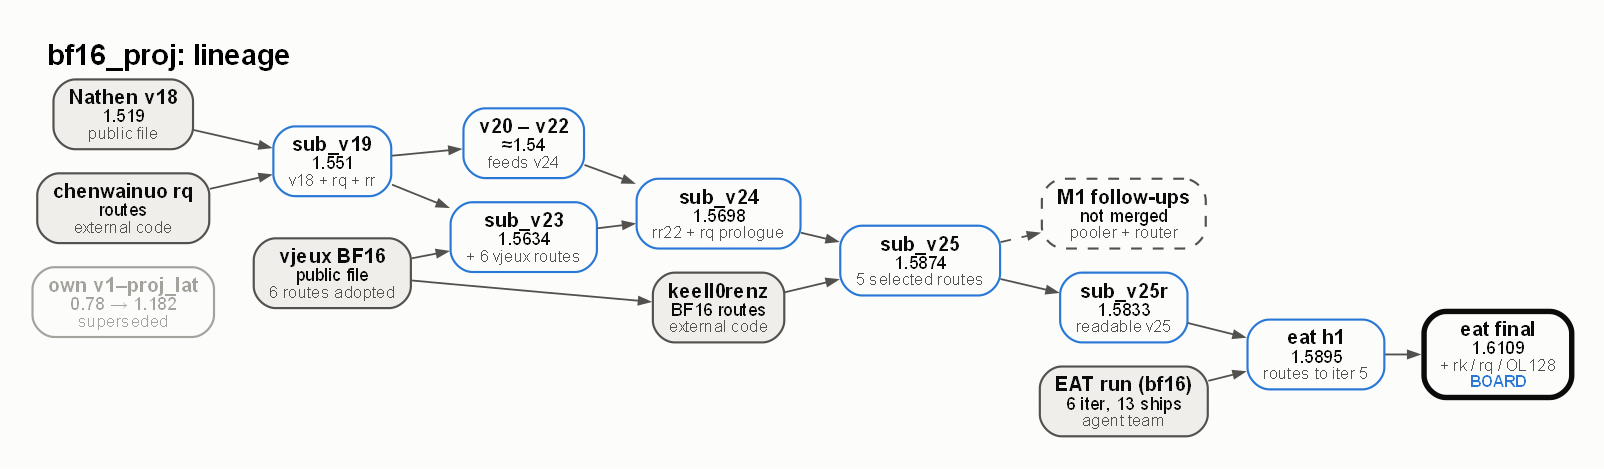 bf16_proj: lineage
Nathen v18
1.519
public file
chenwainuo rq
routes
external code
own v1–proj_lat
0.78 → 1.182
superseded
sub_v19
1.551
v18 + rq + rr
vjeux BF16
public file
6 routes adopted
v20 – v22
≈1.54
feeds v24
sub_v23
1.5634
+ 6 vjeux routes
sub_v24
1.5698
rr22 + rq prologue
keell0renz
BF16 routes
external code
sub_v25
1.5874
5 selected routes
M1 follow-ups
not merged
pooler + router
sub_v25r
1.5833
readable v25
EAT run (bf16)
6 iter, 13 ships
agent team
eat h1
1.5895
routes to iter 5
eat final
1.6109
+ rk / rq / OL128
BOARD